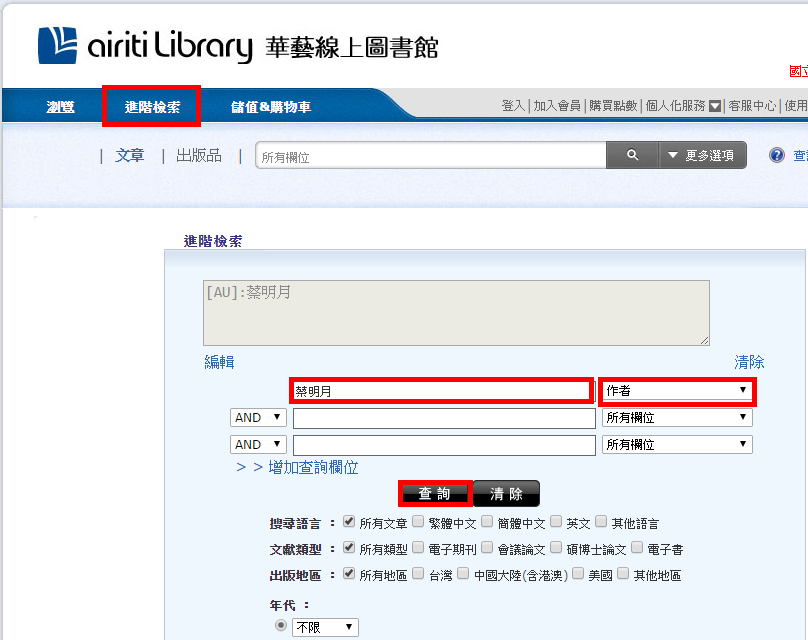 airiti Library 華藝線上圖書館
國立
瀏覽 進階檢索 儲值&購物車 登入 | 加入會員 | 購買點數 | 個人化服務 | 客服中心 | 使用
| 文章 | 出版品 | 所有欄位 更多選項 ? 查
進階檢索
[AU]:蔡明月
編輯 清除
蔡明月 作者
AND 所有欄位
AND 所有欄位
> > 增加查詢欄位
查 詢 清 除
搜尋語言 : 所有文章 繁體中文 簡體中文 英文 其他語言
文獻類型 : 所有類型 電子期刊 會議論文 碩博士論文 電子書
出版地區 : 所有地區 台灣 中國大陸(含港澳) 美國 其他地區
年代 :
不限